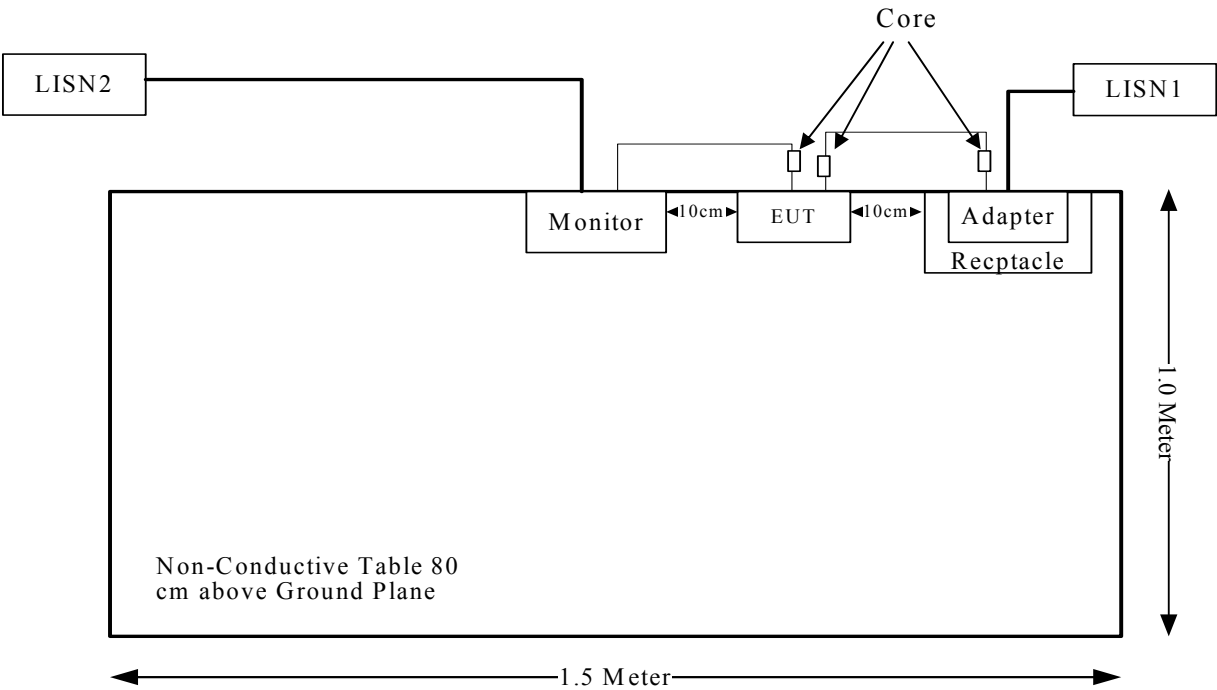 Core
LISN2
LISN1
Monitor
10cm
EUT
10cm
Adapter
Recptacle
1.0 Meter
Non-Conductive Table 80
cm above Ground Plane
1.5 Meter